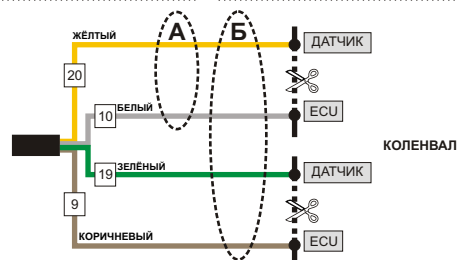 А Б
ЖЁЛТЫЙ
ДАТЧИК
20
10
БЕЛЫЙ
ECU
КОЛЕНВАЛ
19
ЗЕЛЁНЫЙ
ДАТЧИК
9
КОРИЧНЕВЫЙ
ECU